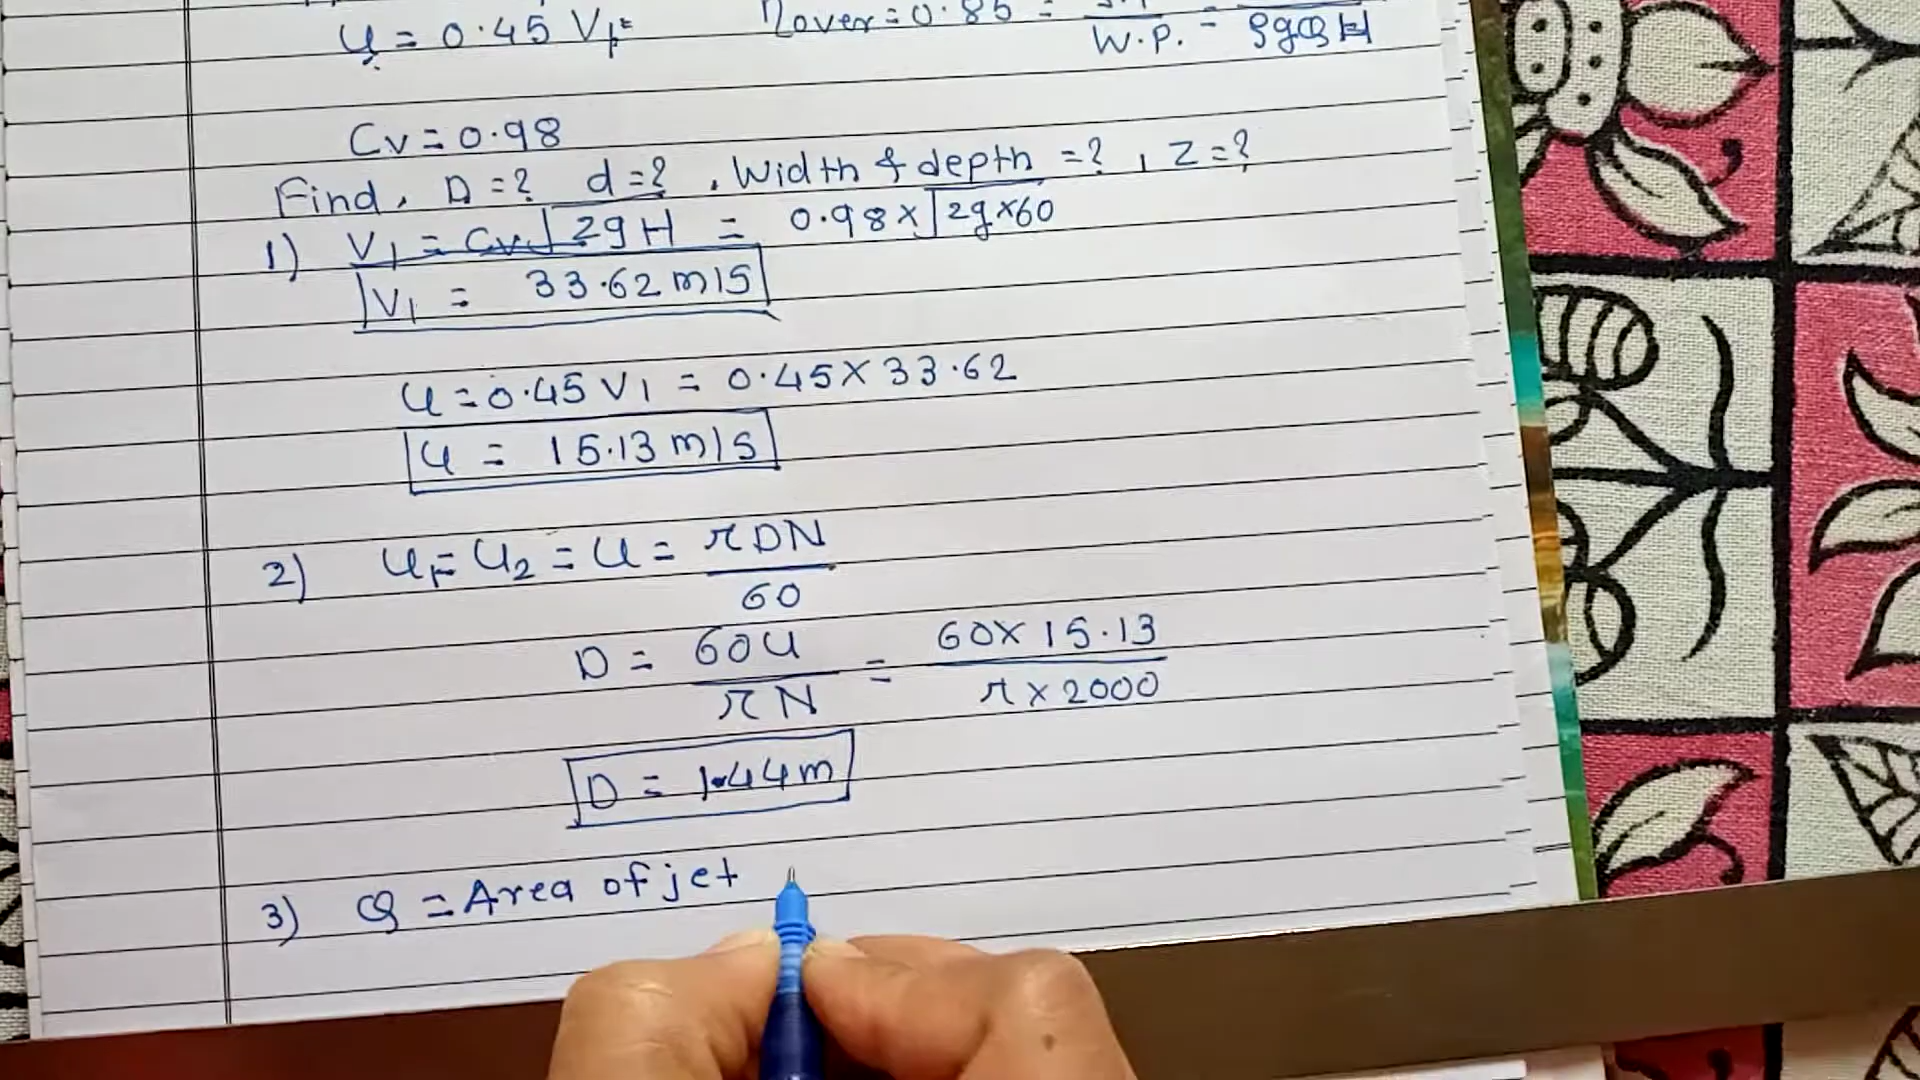 u = 0.45 V1 ηover = 0.85 = — = —
W.P. ρgQH
Cv = 0.98
Find, D = ? d = ?, Width & depth = ?, Z = ?
1) V1 = Cv√2gH = 0.98 × √2g×60
V1 = 33.62 m/s
u = 0.45 V1 = 0.45 × 33.62
u = 15.13 m/s
2) u1 = u2 = u = πDN
60
D = 60u = 60 × 15.13
πN π × 2000
D = 1.44m
3) Q = Area of jet